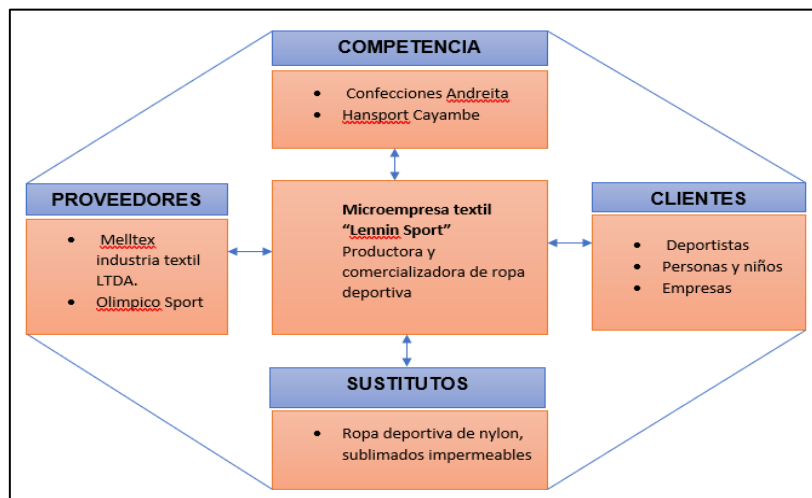 COMPETENCIA
Confecciones Andreita
Hansport Cayambe
PROVEEDORES
Melltex
industria textil
LTDA.
Olimpico Sport
Microempresa textil
“Lennin Sport”
Productora y
comercializadora de ropa
deportiva
CLIENTES
Deportistas
Personas y niños
Empresas
SUSTITUTOS
Ropa deportiva de nylon,
sublimados impermeables